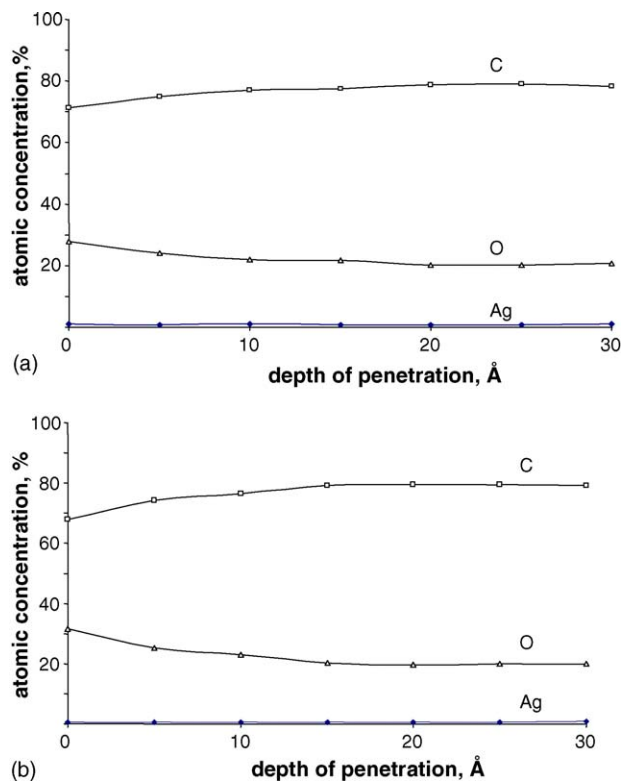 100
80
60
40
20
atomic concentration,%
C
O
Ag
0 10 20 30
(a)
depth of penetration, Å
100
80
60
40
20
0
atomic concentration, %
C
O
Ag
0 10 20 30
(b)
depth of penetration, Å